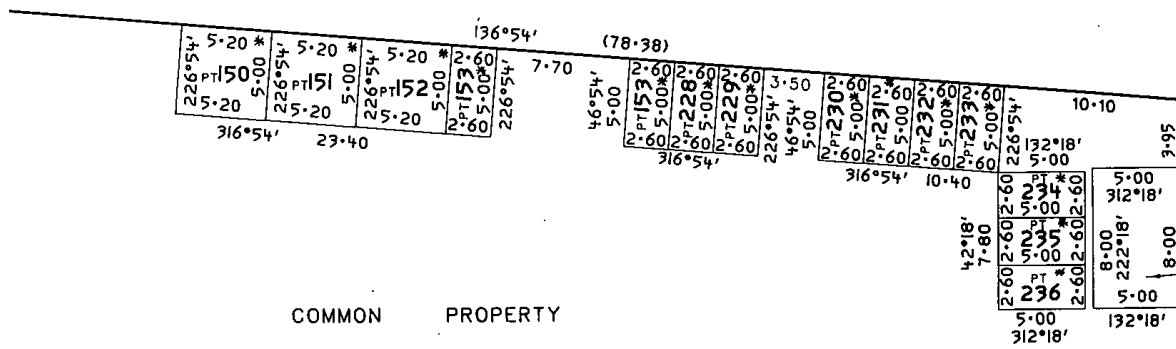 136°54' (78·38)
226°54' 5·20 * PT150 5·00 5·20
226°54' 5·20 * PT151 5·00 5·20
226°54' 5·20 * PT152 5·00 5·20
2·60 PT153 5·00* 2·60 226°54'
7·70
46°54' 5·00
2·60 PT153 5·00* 2·60
2·60 PT228 5·00* 2·60
2·60 PT229 5·00* 2·60 226°54'
3·50
46°54' 5·00
2·60 PT230 5·00* 2·60
2·60 PT231 * 5·00 2·60
2·60 PT232 5·00* 2·60
2·60 PT233 5·00* 2·60 226°54'
10·10
3·95
316°54' 23·40
316°54'
316°54' 10·40
132°18'
5·00
2·60 PT * 234 5·00 2·60
2·60 PT * 235 5·00 2·60
2·60 PT * 236 2·60
42°18'
7·80
5·00
312°18'
5·00
312°18'
8·00
222°18'
8·00
5·00
132°18'
COMMON PROPERTY